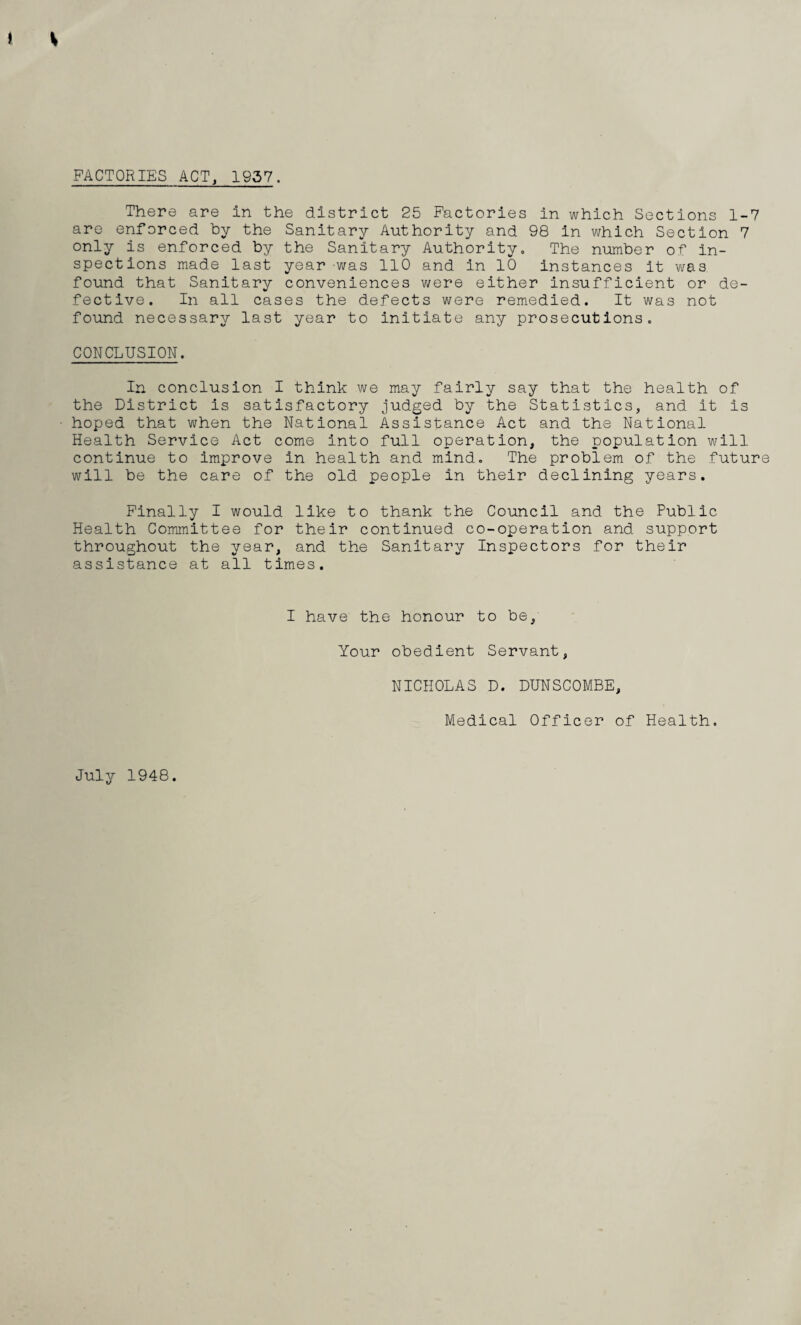 FACTORIES ACT, 1937.
There are in the district 25 Factories in which Sections 1-7
are enforced by the Sanitary Authority and 98 in which Section 7
only is enforced by the Sanitary Authority. The number of in-
spections made last year was 110 and in 10 instances it was
found that Sanitary conveniences were either insufficient or de-
fective. In all cases the defects were remedied. It was not
found necessary last year to initiate any prosecutions.
CONCLUSION.
In conclusion I think we may fairly say that the health of
the District is satisfactory judged by the Statistics, and it is
hoped that when the National Assistance Act and the National
Health Service Act come into full operation, the population will
continue to improve in health and mind. The problem of the future
will be the care of the old people in their declining years.
Finally I would like to thank the Council and the Public
Health Committee for their continued co-operation and support
throughout the year, and the Sanitary Inspectors for their
assistance at all times.
I have the honour to be,
Your obedient Servant,
NICHOLAS D. DUNSCOMBE,
Medical Officer of Health.
July 1948.